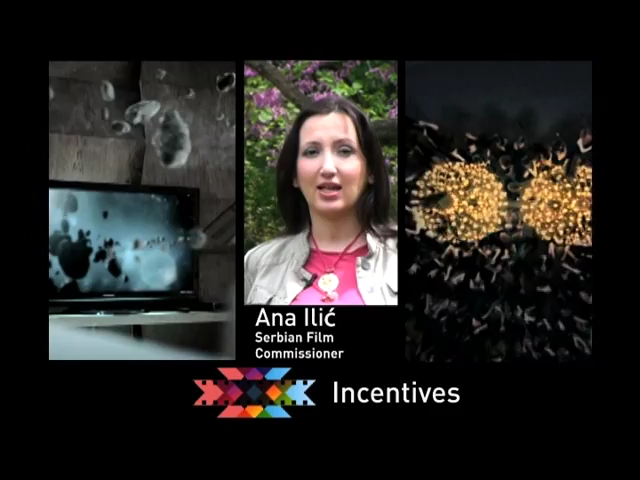 Ana Ilić
Serbian Film
Commissioner
Incentives